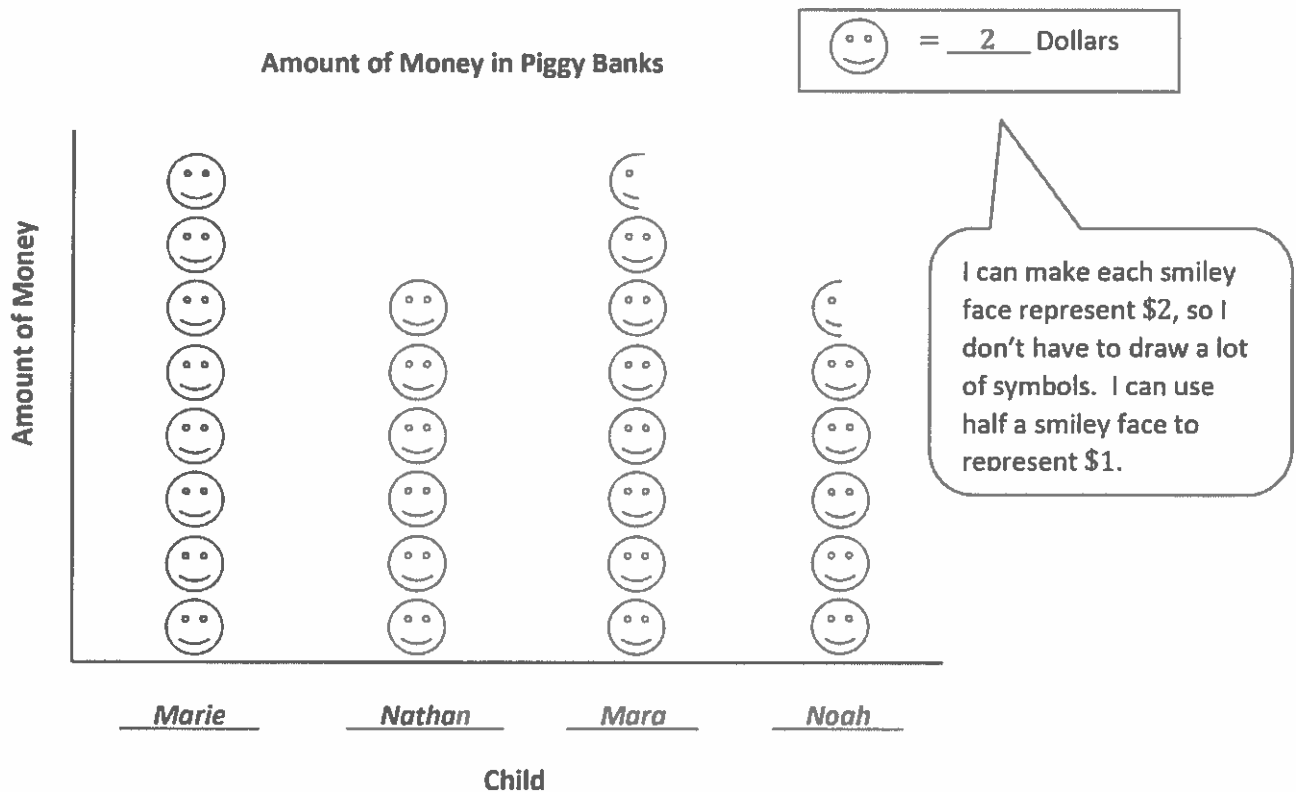 = 2 Dollars
Amount of Money in Piggy Banks
I can make each smiley
face represent $2, so I
don't have to draw a lot
of symbols. I can use
half a smiley face to
represent $1.
Amount of Money
Marie Nathan Mara Noah
Child